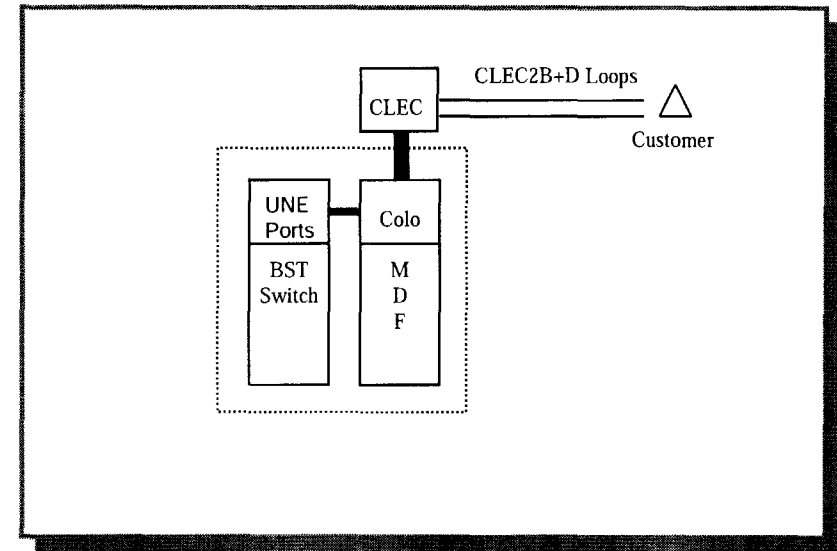 CLEC2B+D Loops
CLEC
Customer
UNE
Ports
Colo
BST
Switch
M
D
F